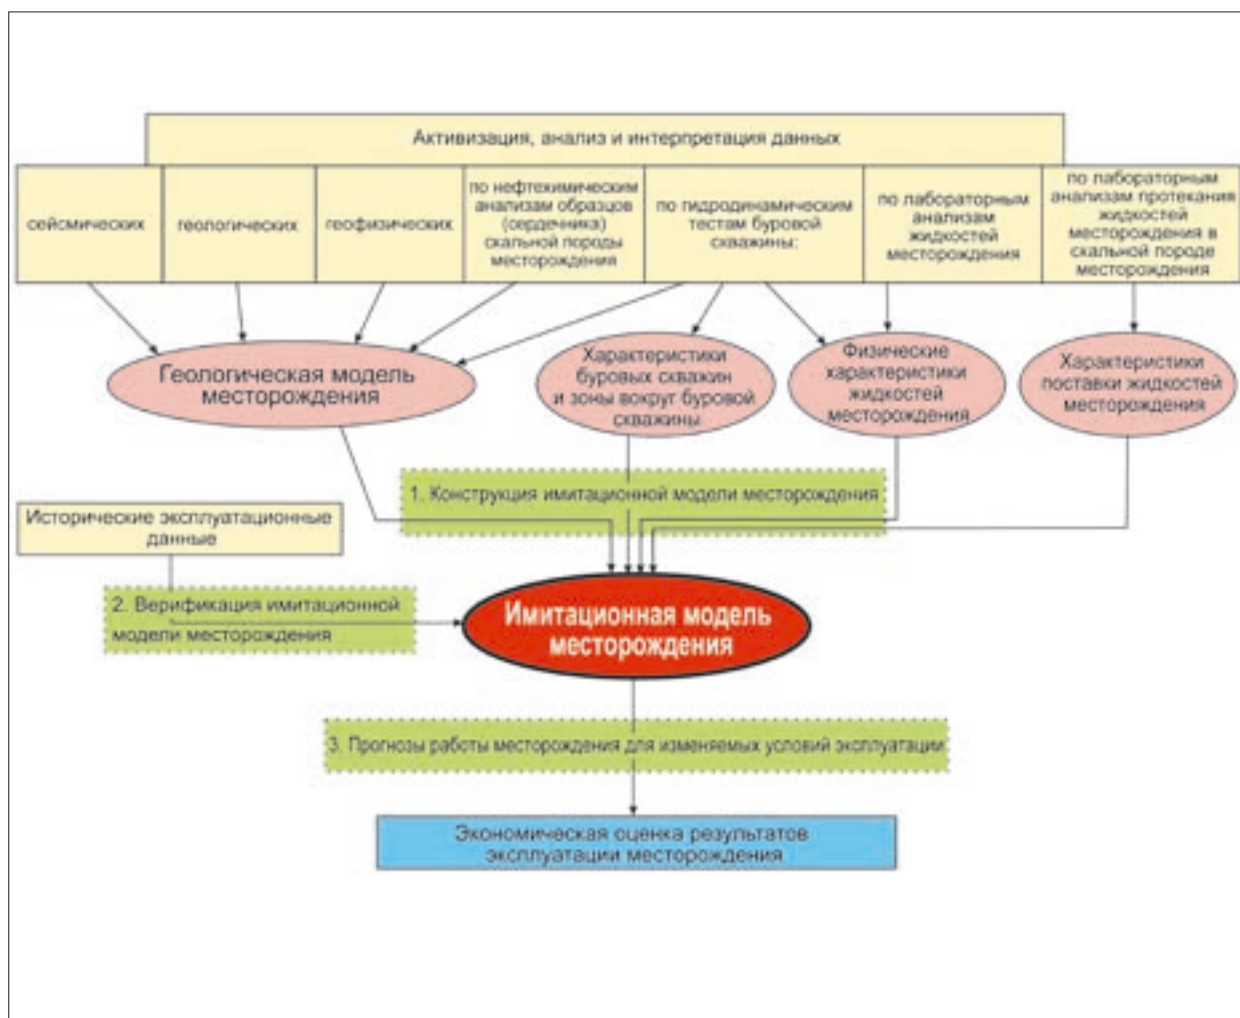 Активизация, анализ и интерпретация данных
сейсмических
геологических
геофизических
по нефтехимическим
анализам образцов
(сердечника)
скальной породы
месторождения
по гидродинамическим
тестам буровой
скважины:
по лабораторным
анализам
жидкостей
месторождения
по лабораторным
анализам протекания
жидкостей
месторождения в
скальной породе
месторождения
Геологическая модель
месторождения
Характеристики
буровых скважин
и зоны вокруг буровой
скважины
Физические
характеристики
жидкостей
месторождения
Характеристики
поставки жидкостей
месторождения
1. Конструкция имитационной модели месторождения
Исторические эксплуатационные
данные
2. Верификация имитационной
модели месторождения
Имитационная модель
месторождения
3. Прогнозы работы месторождения для изменяемых условий эксплуатации
Экономическая оценка результатов
эксплуатации месторождения